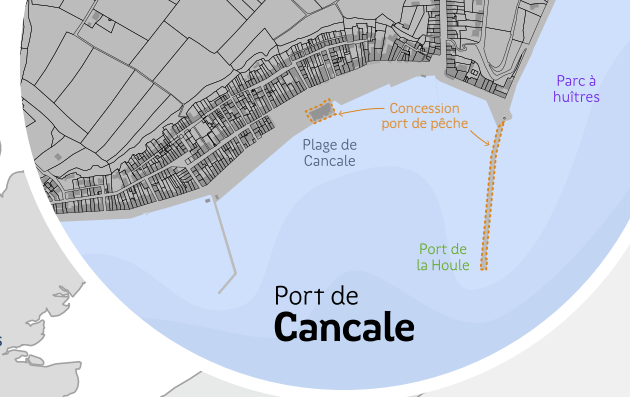 Parc à
huîtres
Concession
port de pêche
Plage de
Cancale
Port de
la Houle
Port de
Cancale